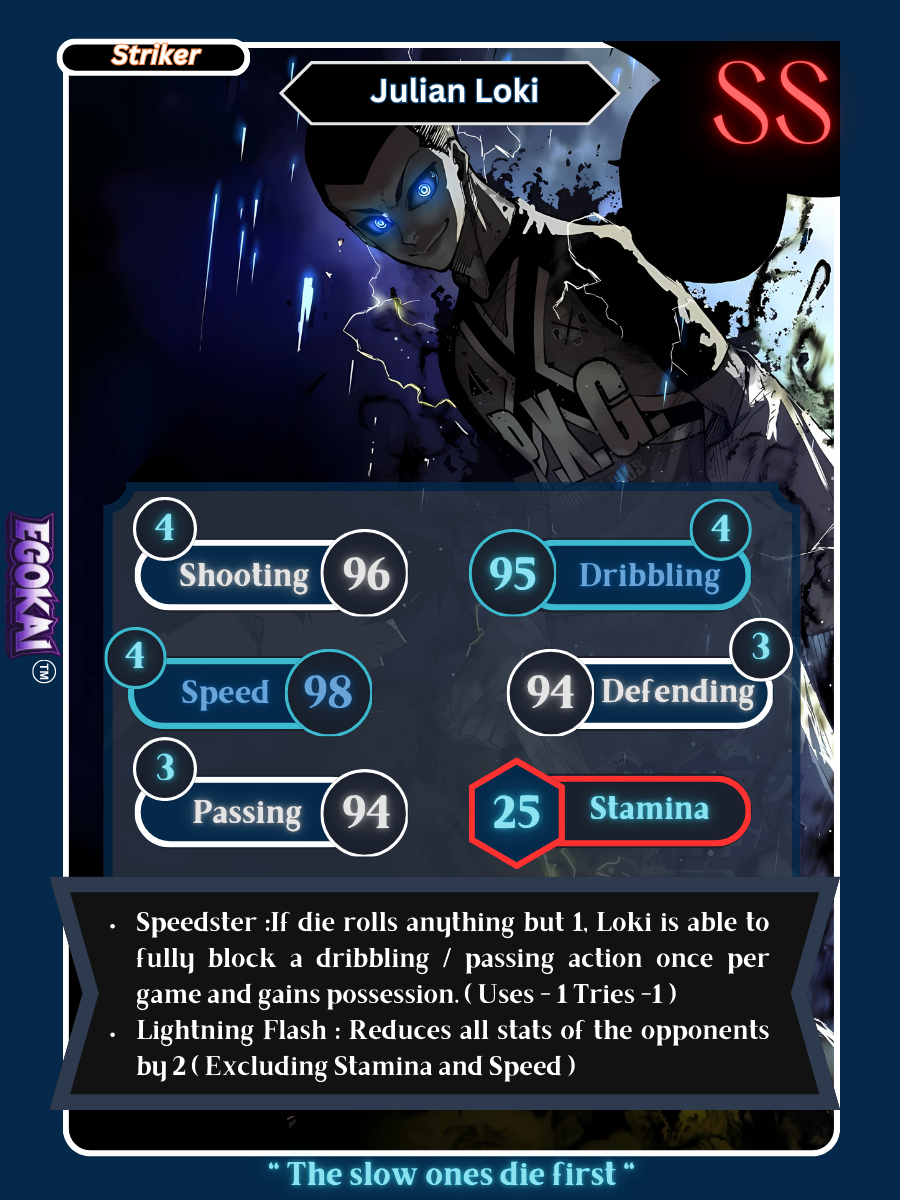 Striker
Julian Loki
SS
P.X.G.
EGOKAI
TM
4
Shooting 96
4
95 Dribbling
4
Speed 98
3
94 Defending
3
Passing 94
25 Stamina
• Speedster :If die rolls anything but 1, Loki is able to
fully block a dribbling / passing action once per
game and gains possession. ( Uses - 1 Tries -1 )
• Lightning Flash : Reduces all stats of the opponents
by 2 ( Excluding Stamina and Speed )
“ The slow ones die first “